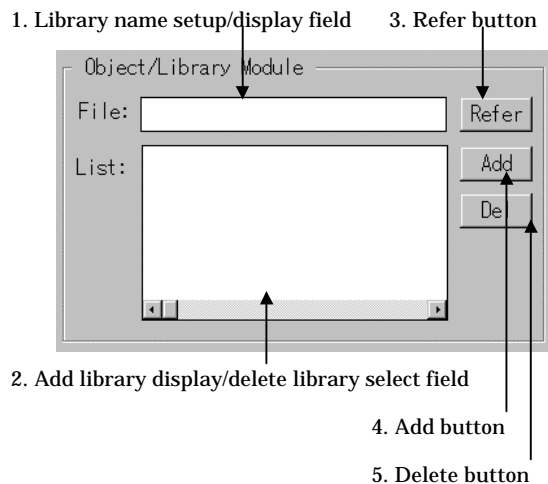 1. Library name setup/display field 3. Refer button
Object/Library Module
File: Refer
List: Add
Del
2. Add library display/delete library select field
4. Add button
5. Delete button